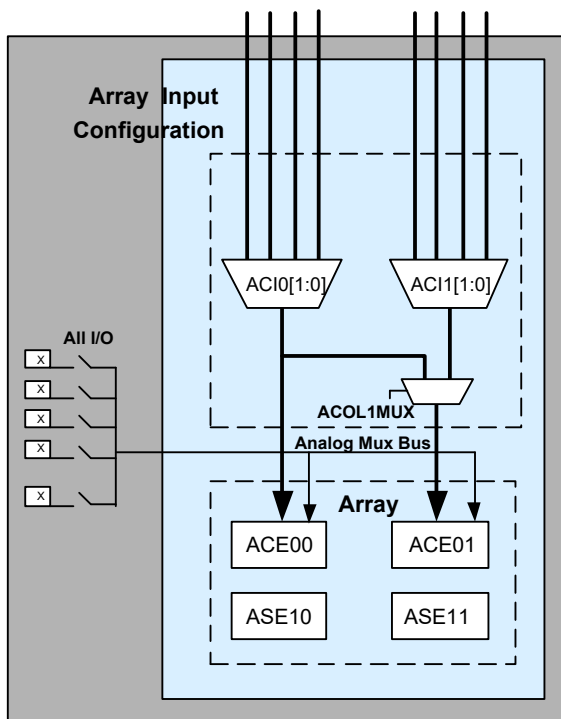 Array Input
Configuration
ACI0[1:0]
ACI1[1:0]
All I/O
X
X
X
X
X
ACOL1MUX
Analog Mux Bus
Array
ACE00
ACE01
ASE10
ASE11